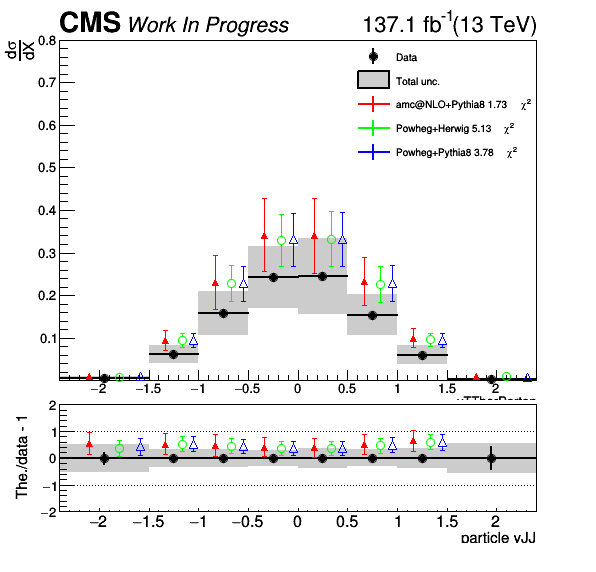 CMS Work In Progress 137.1 fb⁻¹(13 TeV)
dσ
dX
0.8
0.7
0.6
0.5
0.4
0.3
0.2
0.1
Data
Total unc.
amc@NLO+Pythia8 1.73 χ²
Powheg+Herwig 5.13 χ²
Powheg+Pythia8 3.78 χ²
−2 −1.5 −1 −0.5 0 0.5 1 1.5 2
The./data - 1
2
1
0
−1
−2
−2 −1.5 −1 −0.5 0 0.5 1 1.5 2
particle yJJ